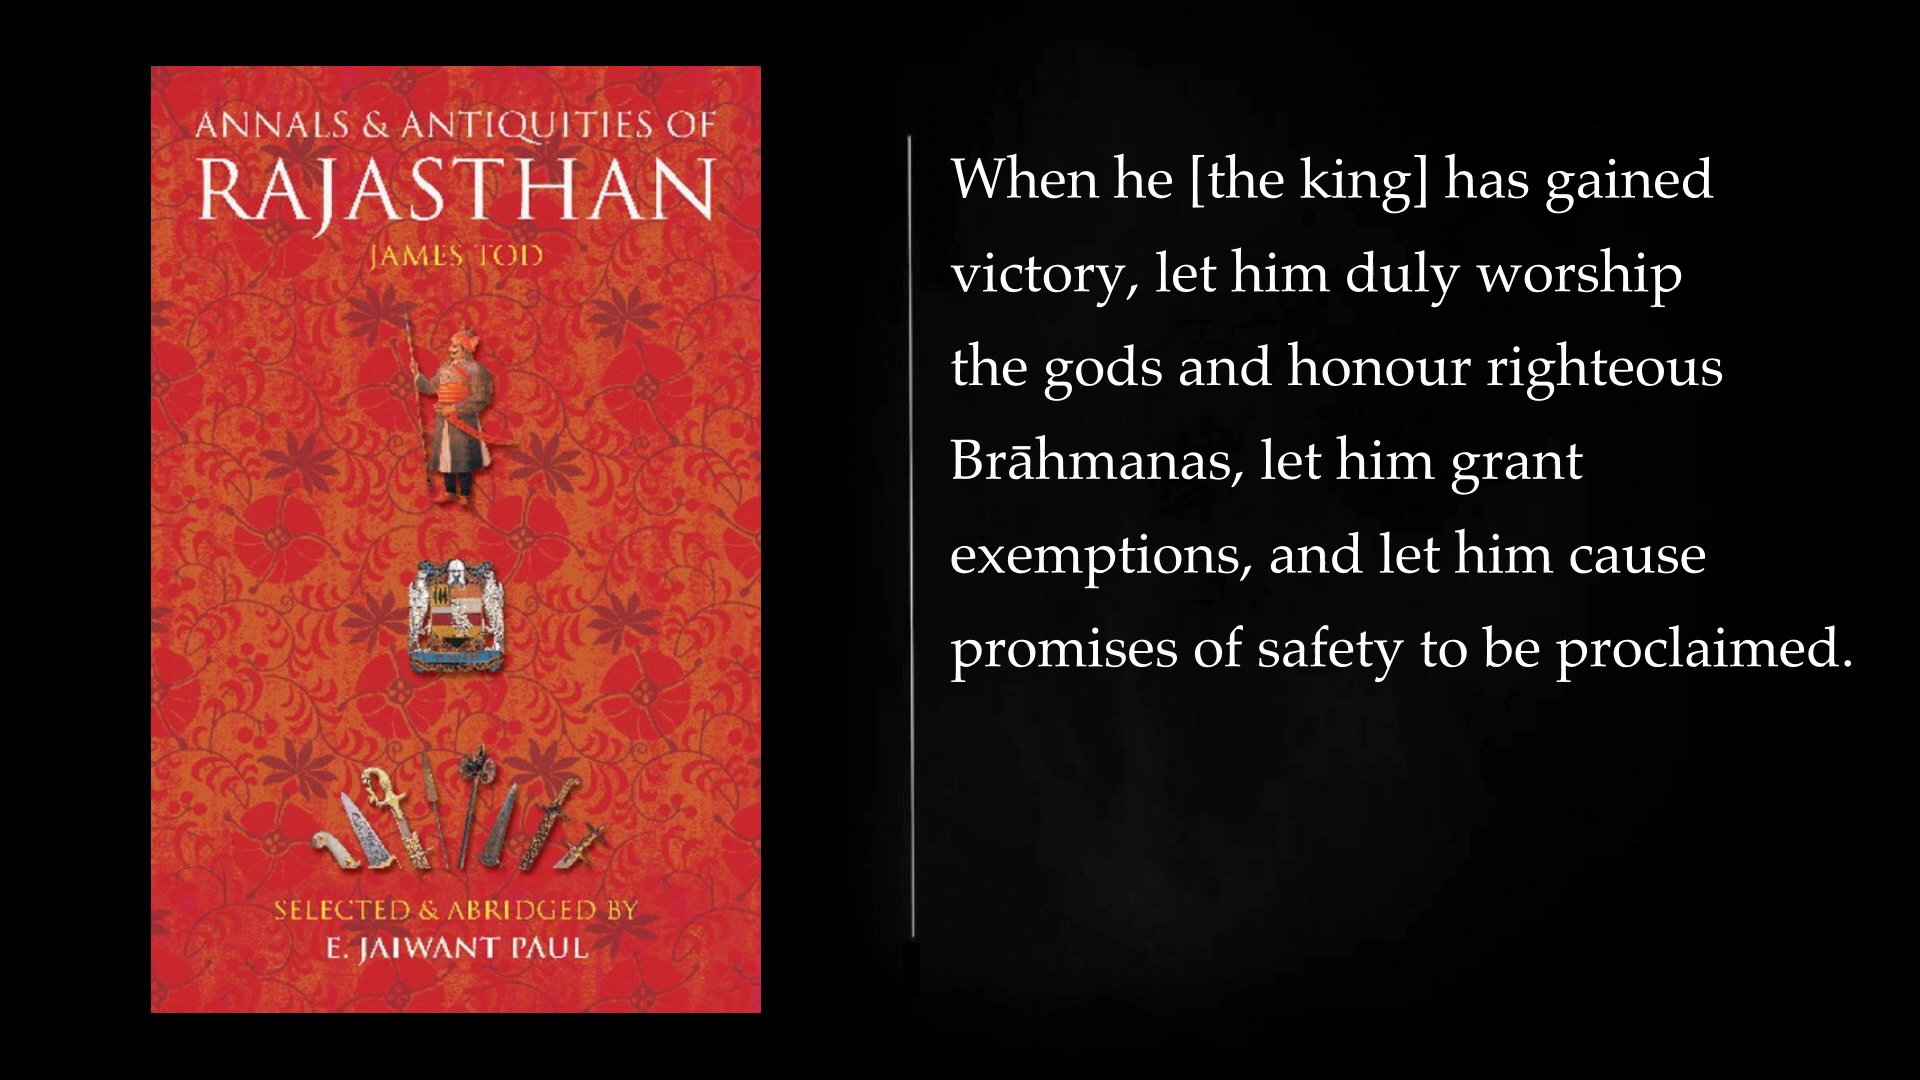 ANNALS & ANTIQUITIES OF
RAJASTHAN
JAMES TOD
SELECTED & ABRIDGED BY
E. JAIWANT PAUL
When he [the king] has gained
victory, let him duly worship
the gods and honour righteous
Brāhmanas, let him grant
exemptions, and let him cause
promises of safety to be proclaimed.